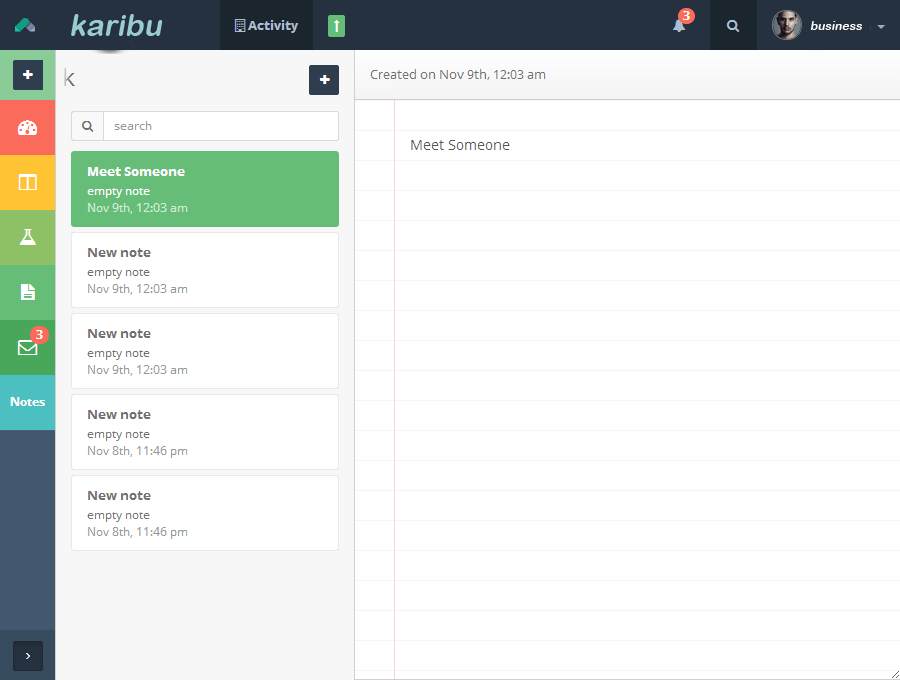 karibu
Activity
3
business
Created on Nov 9th, 12:03 am
search
Meet Someone
empty note
Nov 9th, 12:03 am
New note
empty note
Nov 9th, 12:03 am
New note
empty note
Nov 9th, 12:03 am
New note
empty note
Nov 8th, 11:46 pm
New note
empty note
Nov 8th, 11:46 pm
3
Notes
Meet Someone